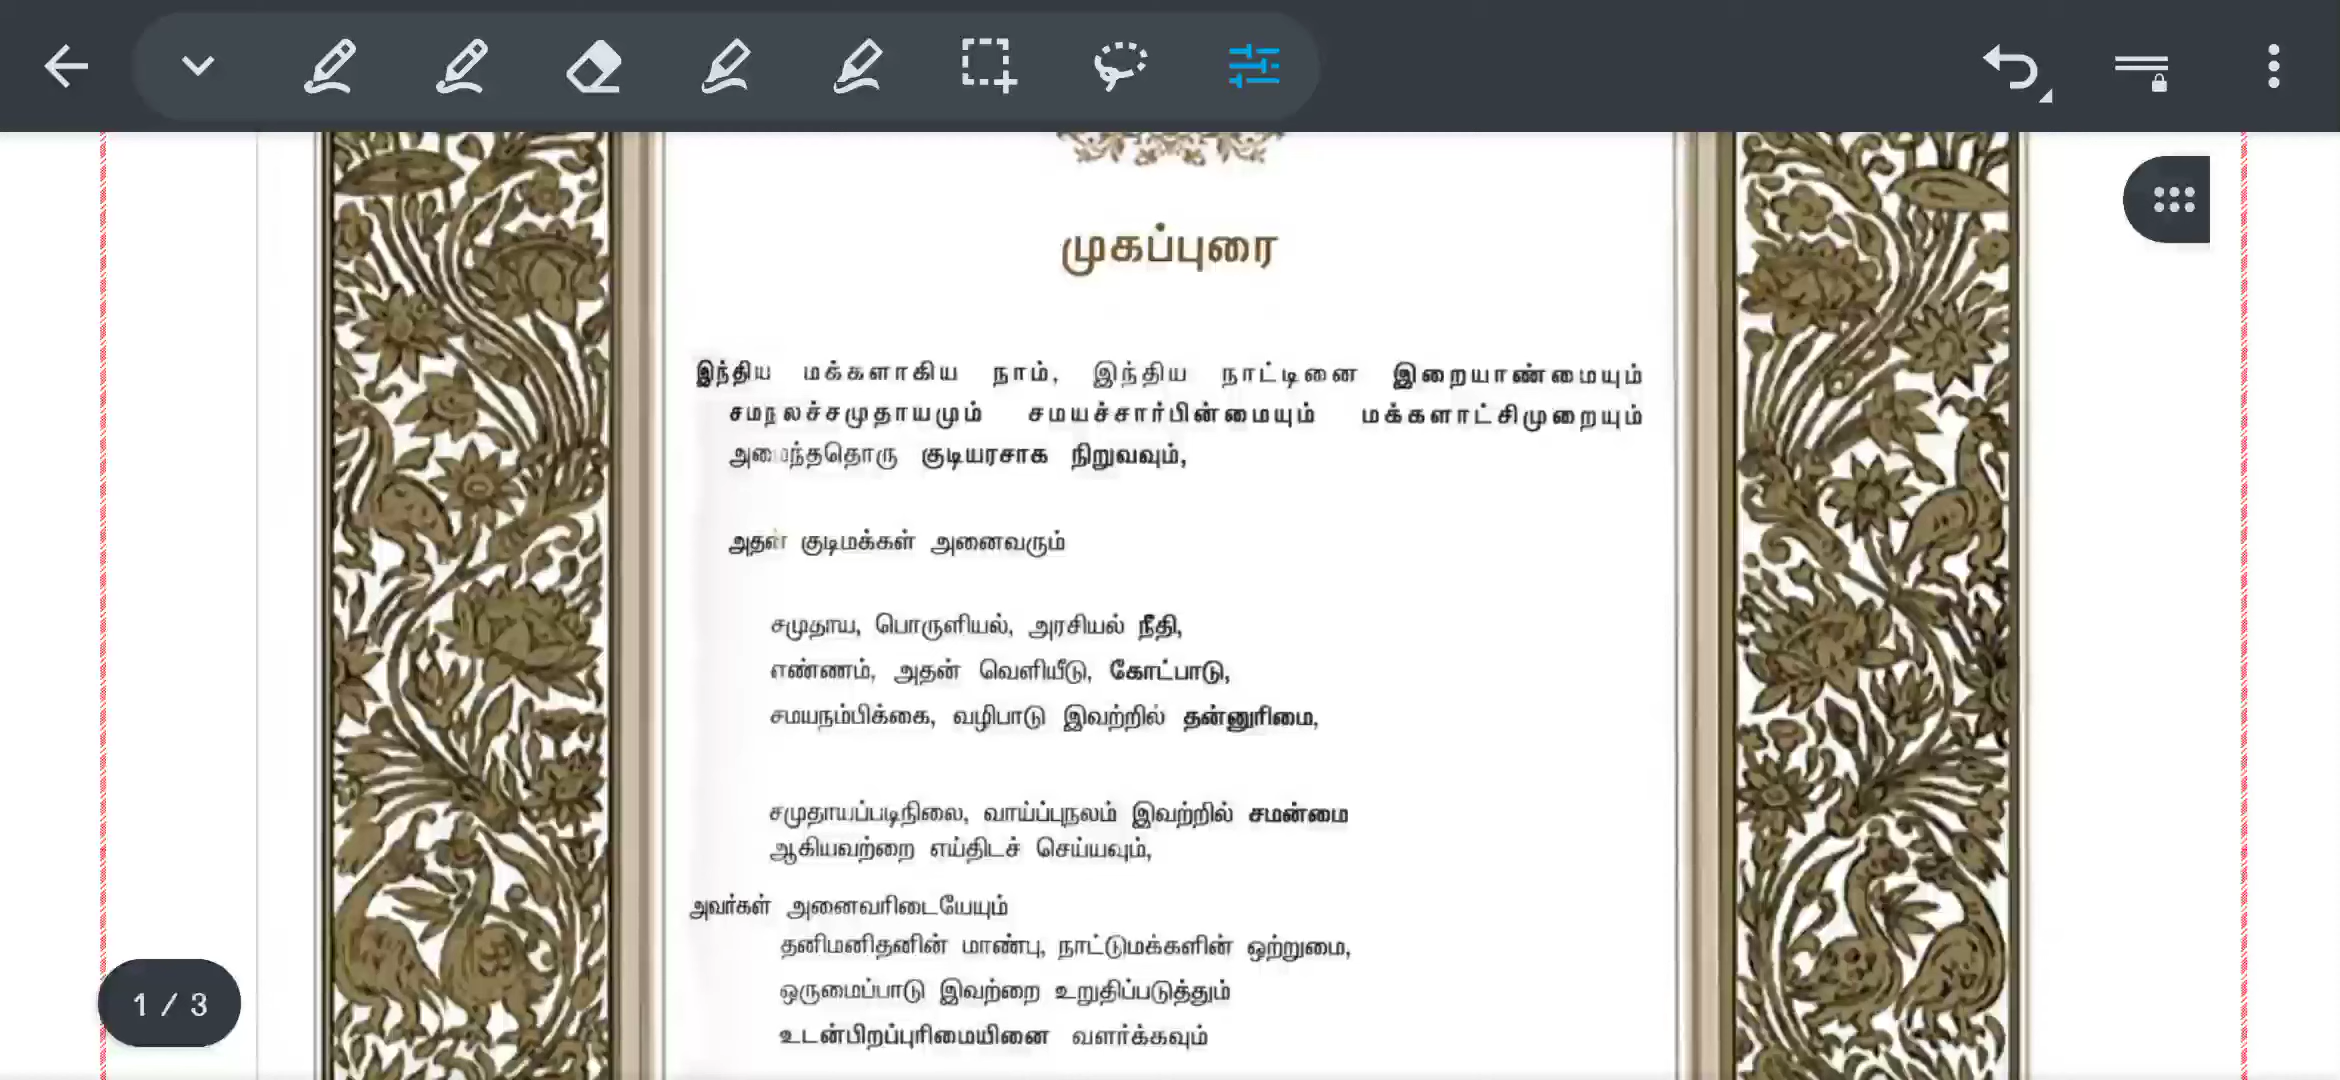 முகப்புரை
இந்திய மக்களாகிய நாம், இந்திய நாட்டினை இறையாண்மையும்
சமநலச்சமுதாயமும் சமயச்சார்பின்மையும் மக்களாட்சிமுறையும்
அமைந்ததொரு குடியரசாக நிறுவவும்,
அதன் குடிமக்கள் அனைவரும்
சமுதாய, பொருளியல், அரசியல் நீதி,
எண்ணம், அதன் வெளியீடு, கோட்பாடு,
சமயநம்பிக்கை, வழிபாடு இவற்றில் தன்னுரிமை,
சமுதாயப்படிநிலை, வாய்ப்புநலம் இவற்றில் சமன்மை
ஆகியவற்றை எய்திடச் செய்யவும்,
அவர்கள் அனைவரிடையேயும்
தனிமனிதனின் மாண்பு, நாட்டுமக்களின் ஒற்றுமை,
ஒருமைப்பாடு இவற்றை உறுதிப்படுத்தும்
உடன்பிறப்புரிமையினை வளர்க்கவும்
1 / 3